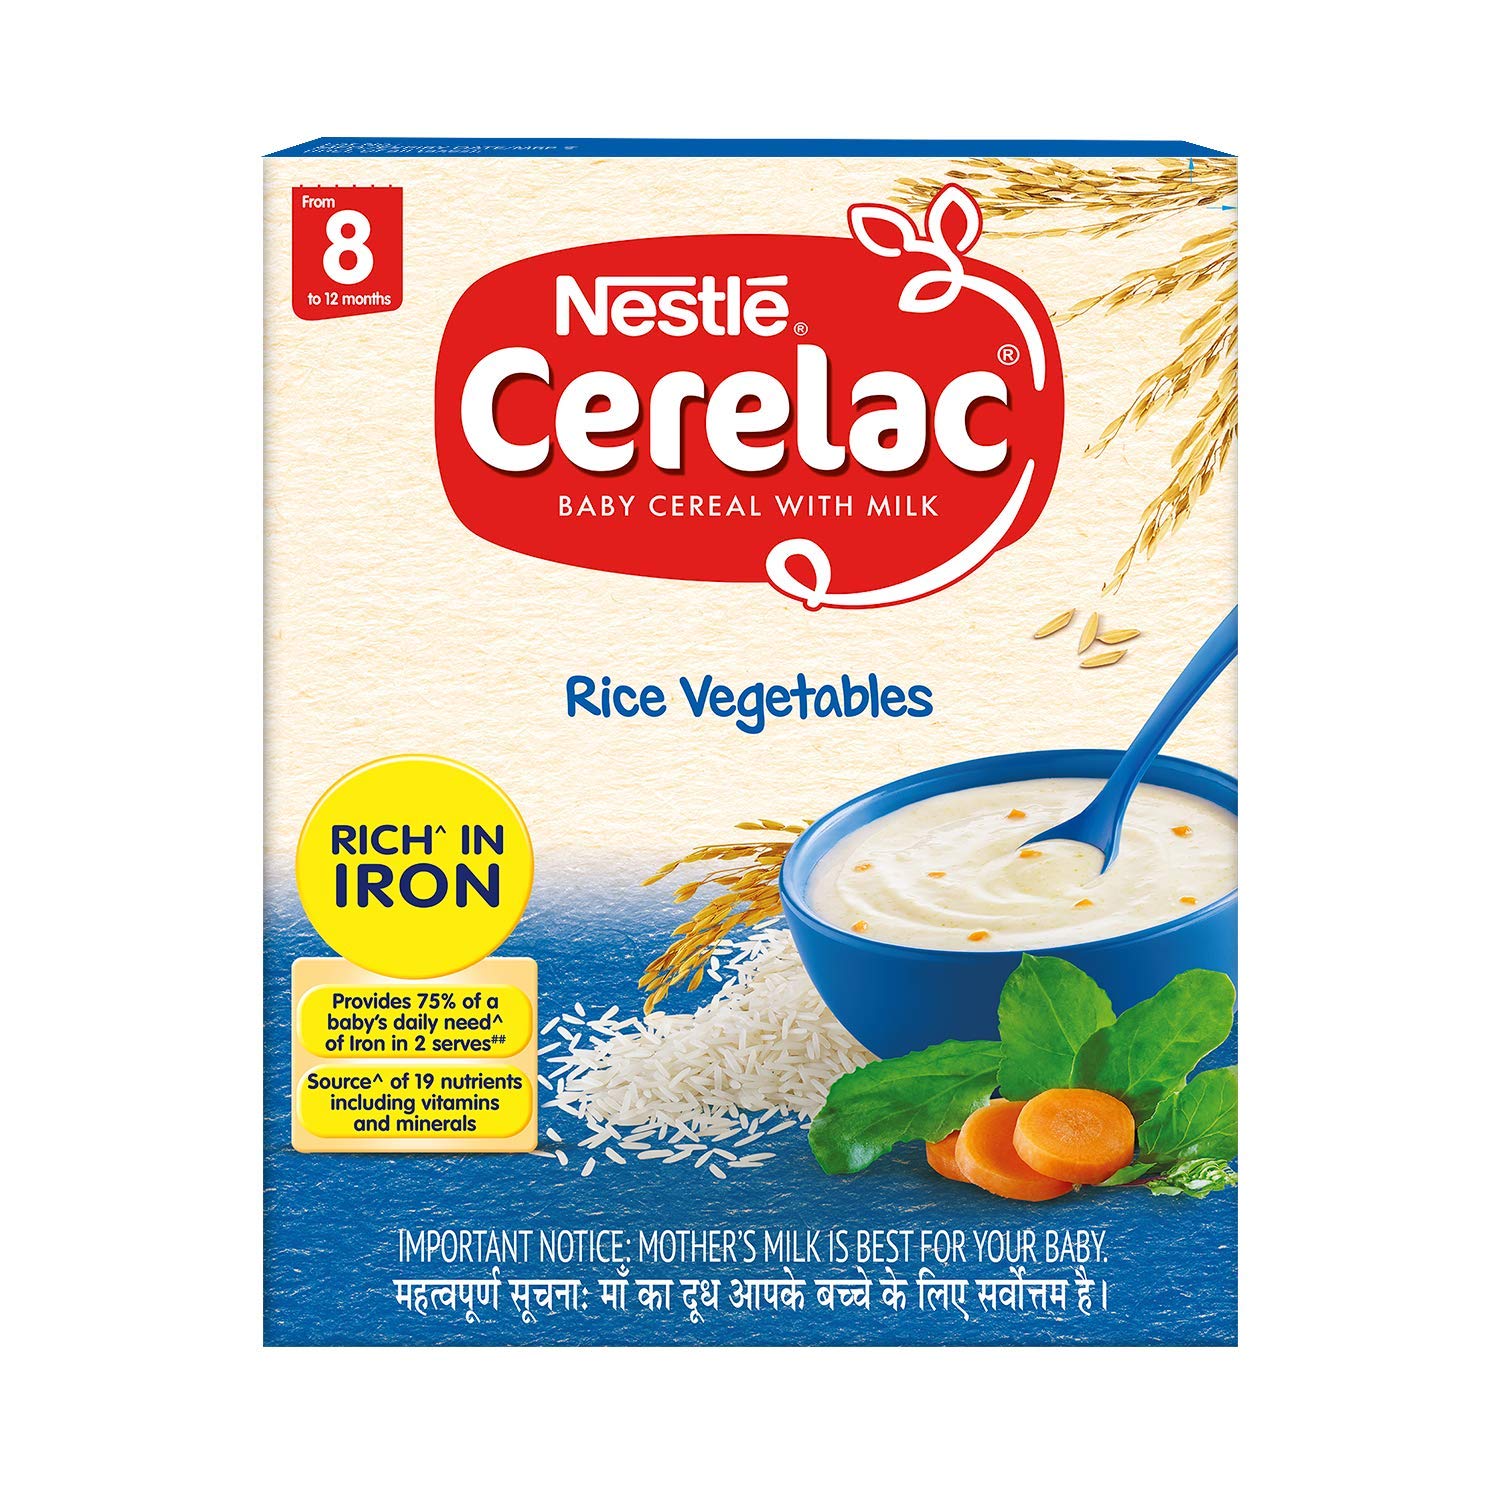 From
8
to 12 months
Nestlé®
Cerelac®
BABY CEREAL WITH MILK
Rice Vegetables
RICH^ IN
IRON
Provides 75% of a
baby's daily need^
of Iron in 2 serves##
Source^ of 19 nutrients
including vitamins
and minerals
IMPORTANT NOTICE: MOTHER'S MILK IS BEST FOR YOUR BABY.
महत्वपूर्ण सूचना: माँ का दूध आपके बच्चे के लिए सर्वोत्तम है।